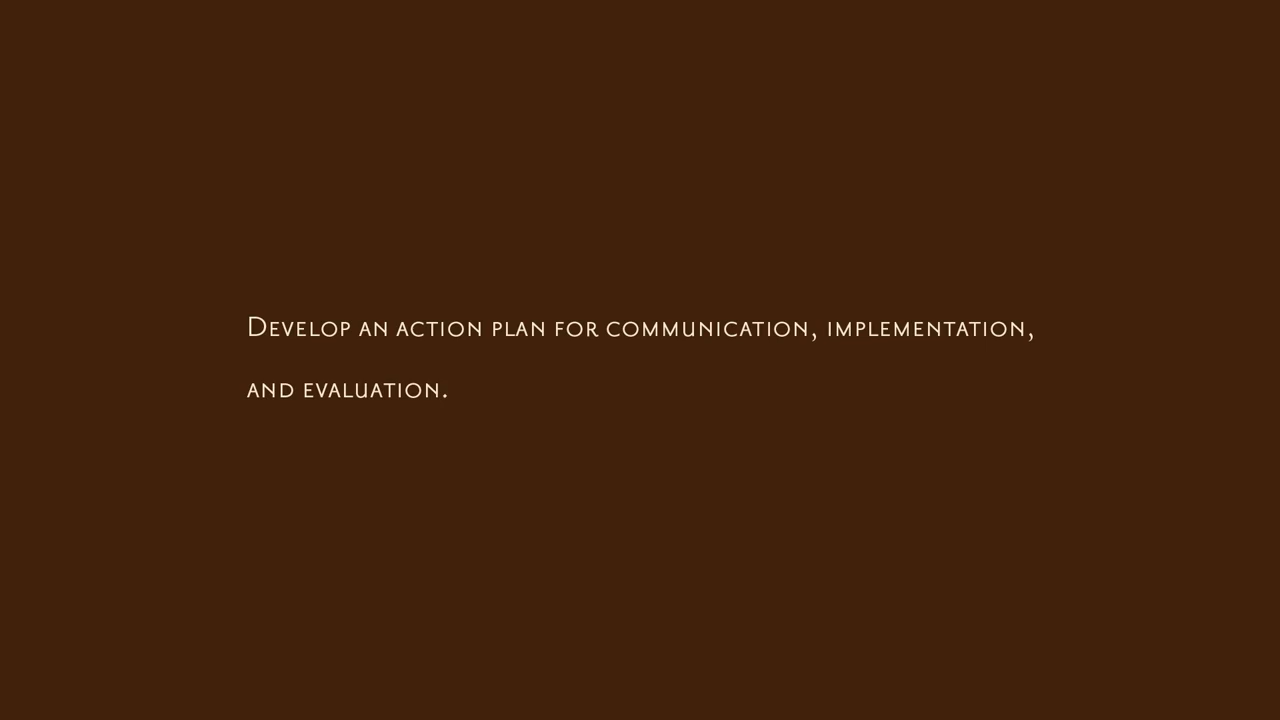 Develop an action plan for communication, implementation,
and evaluation.